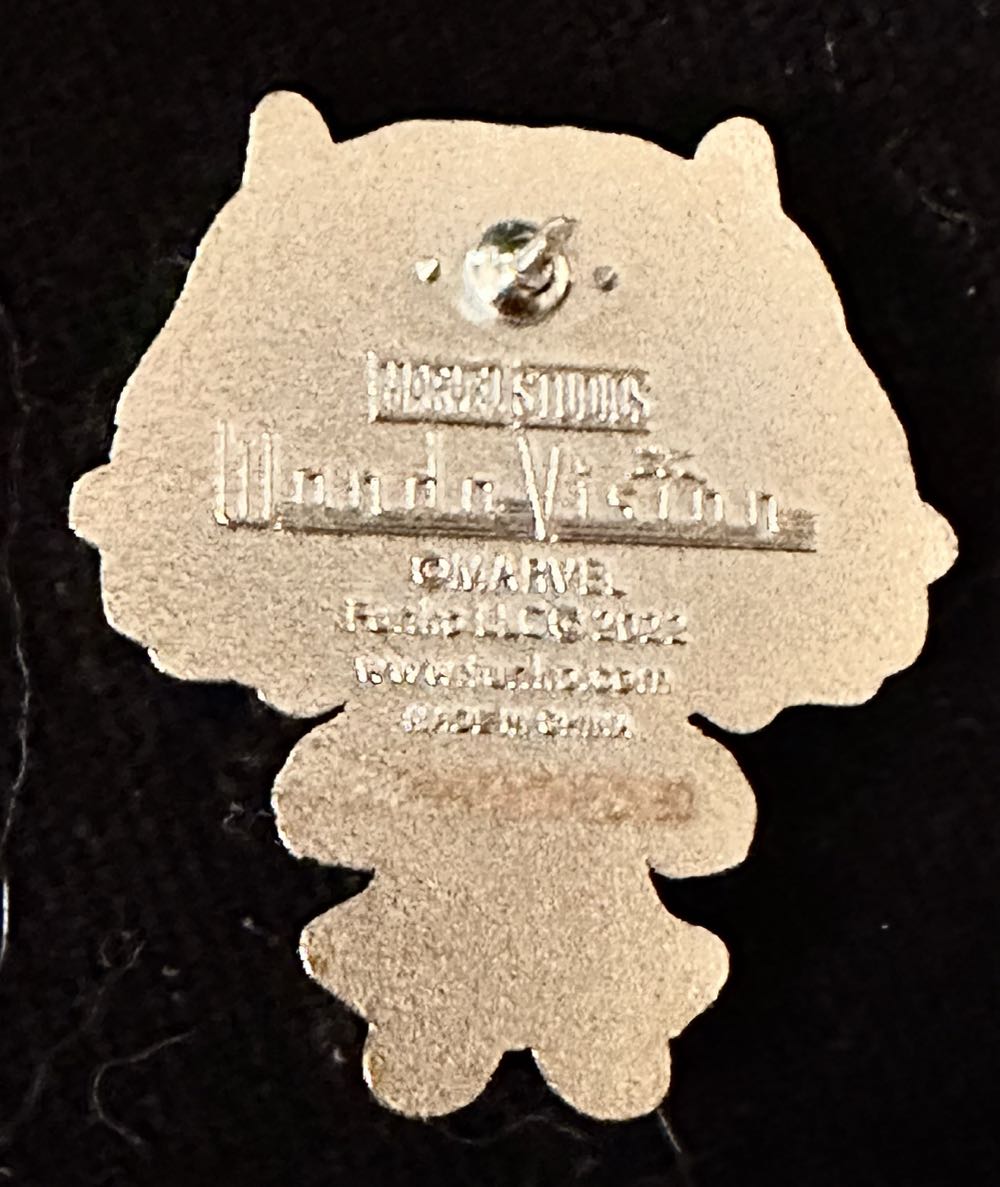 MARVEL STUDIOS
WandaVision
©MARVEL
Funko LLC© 2022
www.funko.com
MADE IN CHINA